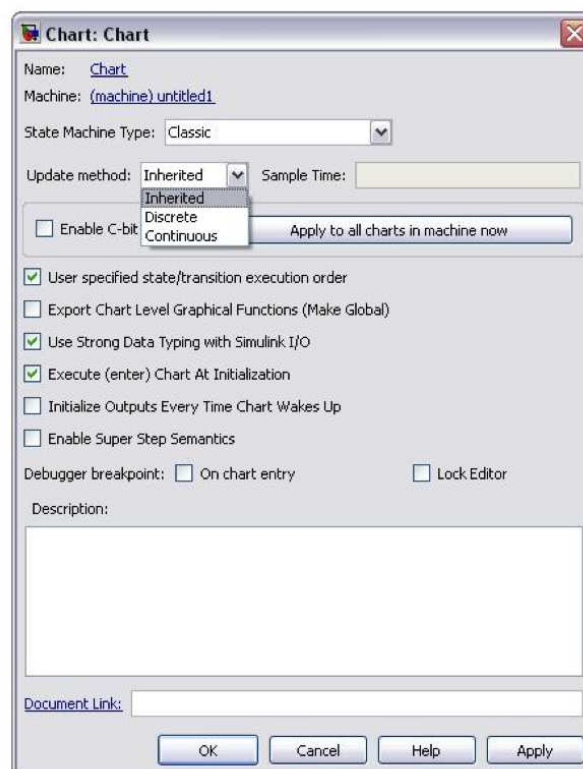 Chart: Chart
Name: Chart
Machine: (machine) untitled1
State Machine Type: Classic
Update method: Inherited Sample Time:
Inherited
Discrete
Continuous
Enable C-bit Apply to all charts in machine now
User specified state/transition execution order
Export Chart Level Graphical Functions (Make Global)
Use Strong Data Typing with Simulink I/O
Execute (enter) Chart At Initialization
Initialize Outputs Every Time Chart Wakes Up
Enable Super Step Semantics
Debugger breakpoint: On chart entry Lock Editor
Description:
Document Link:
OK Cancel Help Apply